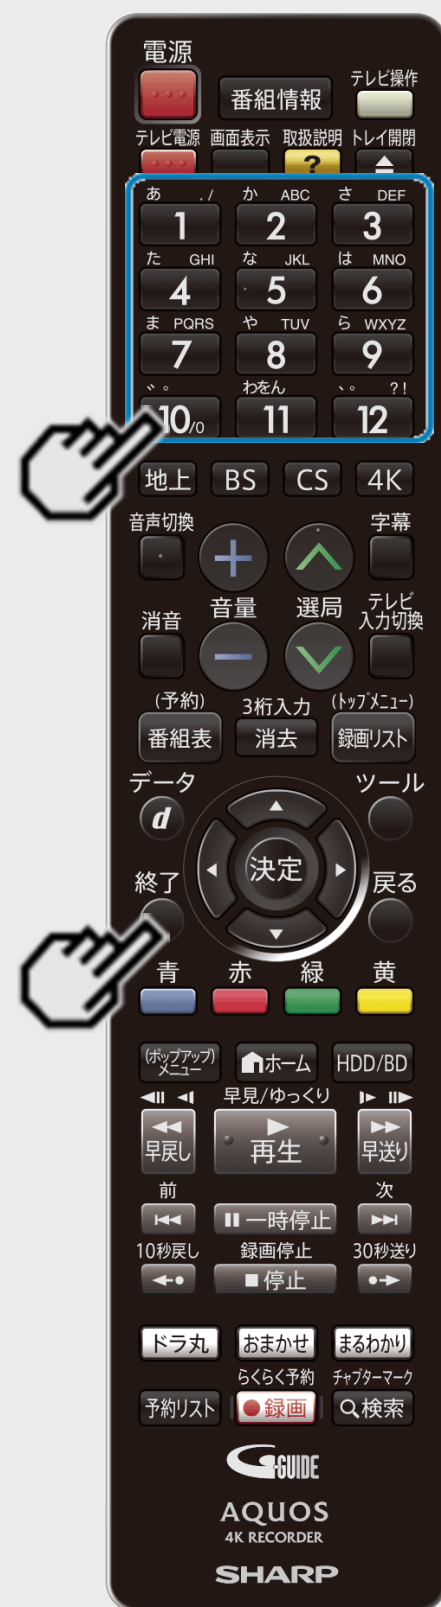 電源
番組情報
テレビ操作
テレビ電源 画面表示 取扱説明 トレイ開閉
?
あ ./ か ABC さ DEF
1 2 3
た GHI な JKL は MNO
4 5 6
ま PQRS や TUV ら WXYZ
7 8 9
゛゜ わをん 、。 ?!
10/0 11 12
地上 BS CS 4K
音声切換 字幕
+
消音 音量 選局 テレビ
入力切換
−
(予約) 3桁入力 (トップメニュー)
番組表 消去 録画リスト
データ ツール
d
決定
終了 戻る
青 赤 緑 黄
(ポップアップ)
メニュー ホーム HDD/BD
早見/ゆっくり
早戻し 再生 早送り
前 次
一時停止
10秒戻し 録画停止 30秒送り
停止
ドラ丸 おまかせ まるわかり
らくらく予約 チャプターマーク
予約リスト ●録画 検索
G-GUIDE
AQUOS
4K RECORDER
SHARP